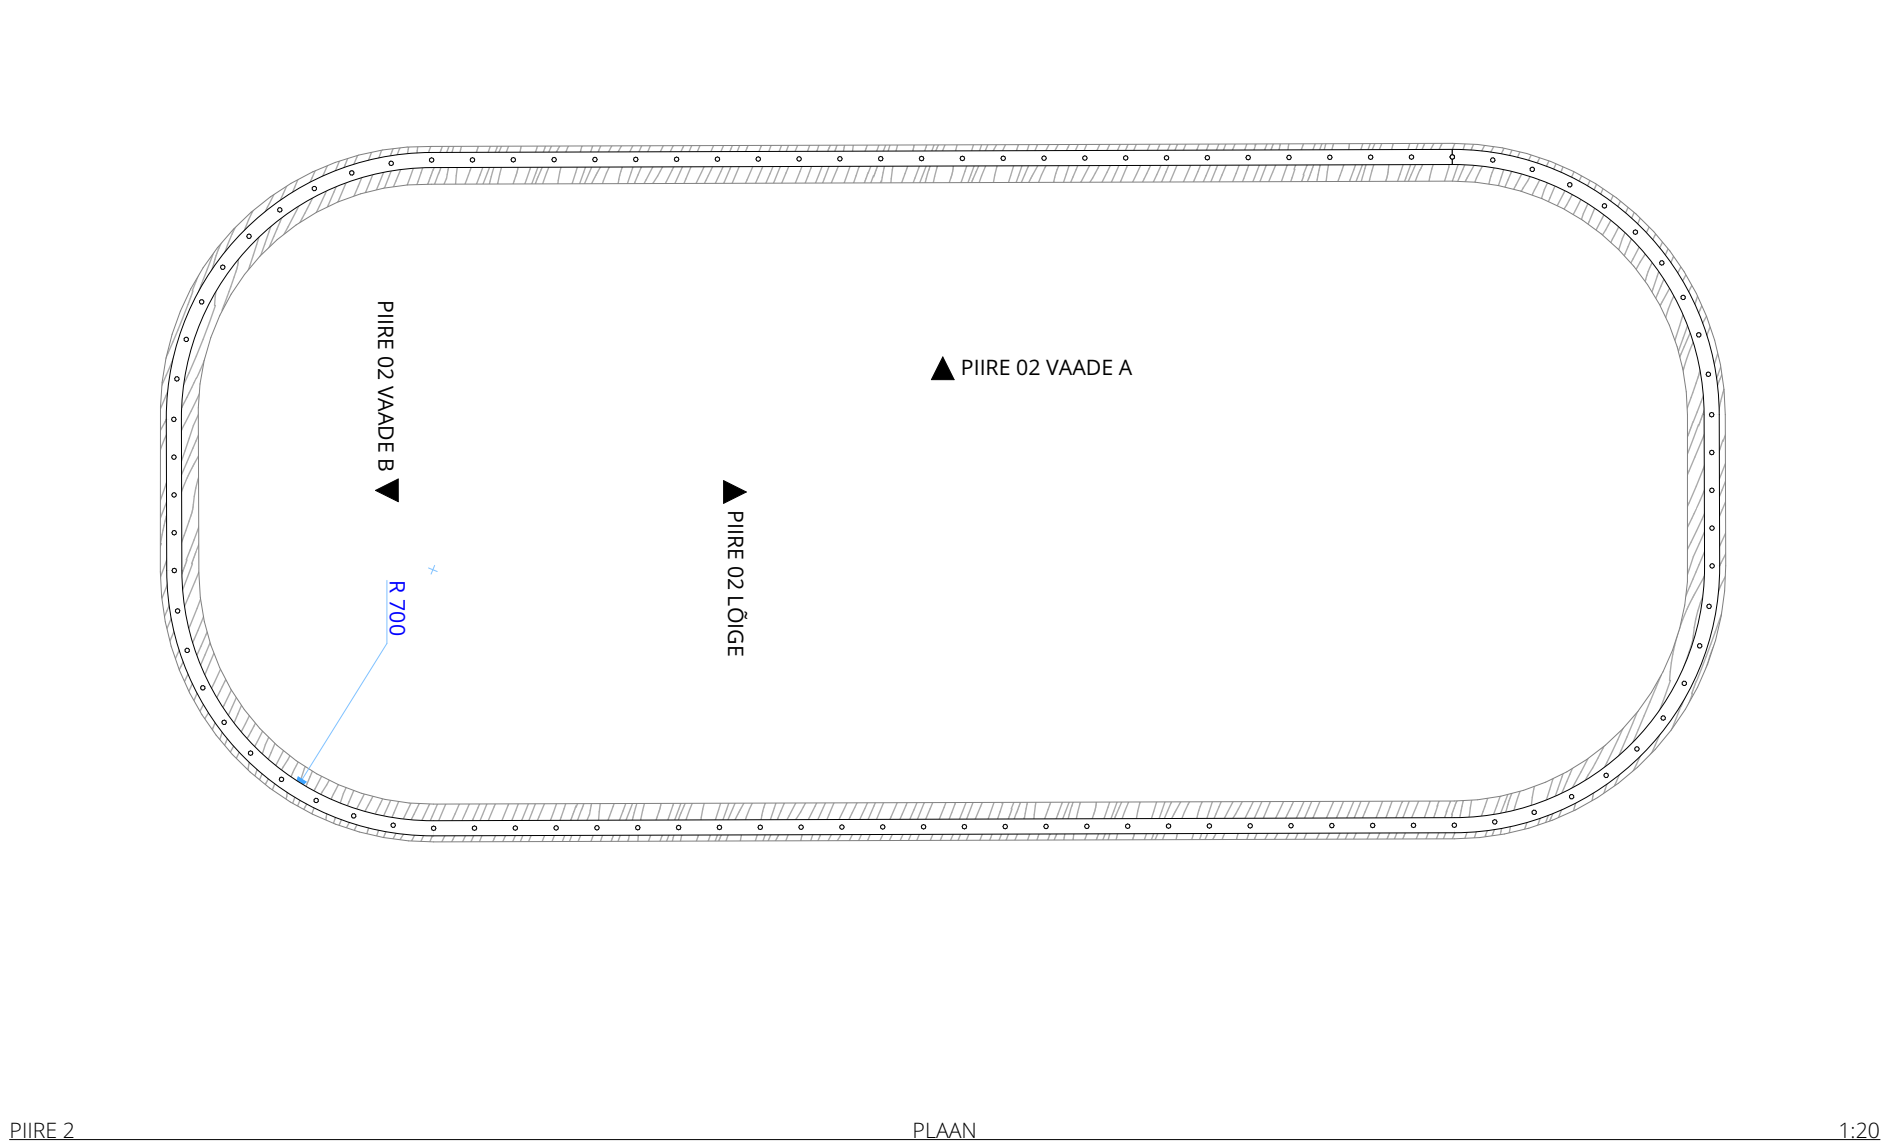 PIIRE 02 VAADE B
PIIRE 02 VAADE A
PIIRE 02 LÕIGE
R 700
PIIRE 2
PLAAN
1:20